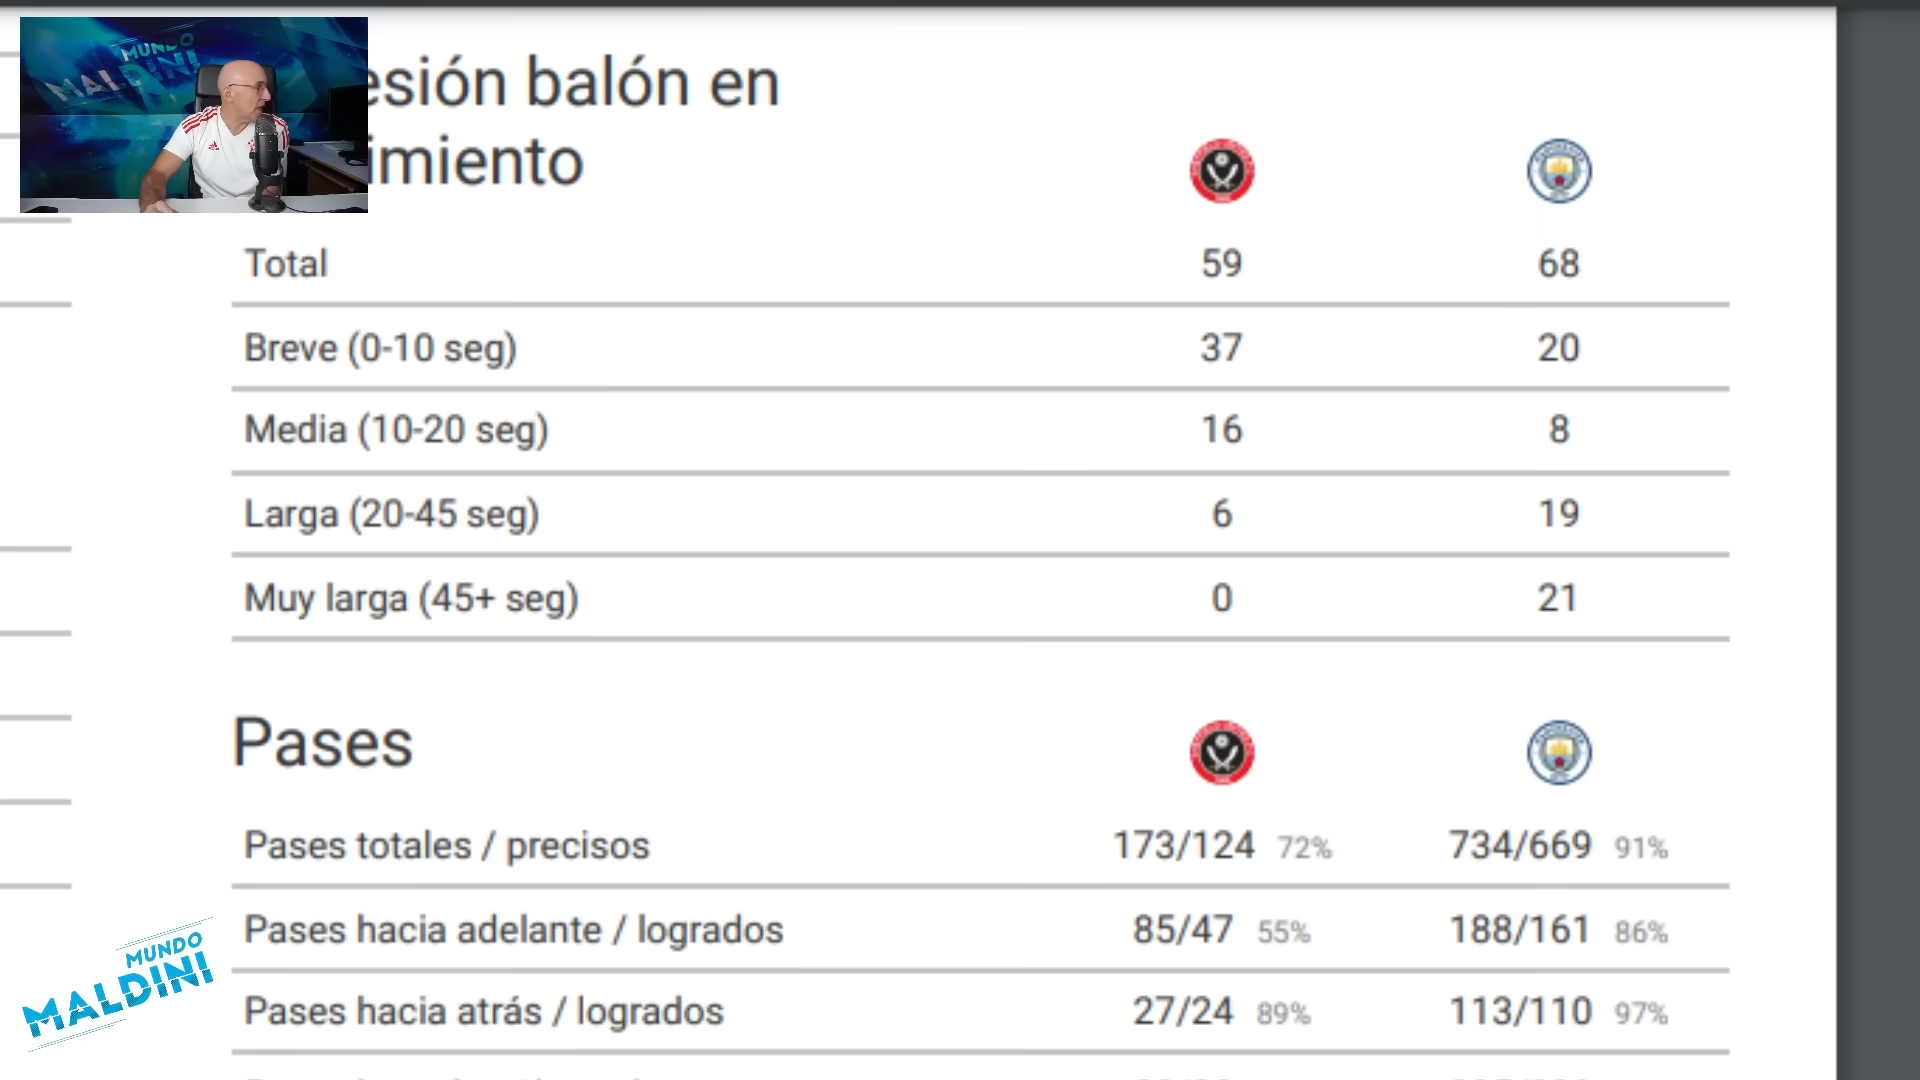 MUNDO
MALDINI
esión balón en
imiento
Total 59 68
Breve (0-10 seg) 37 20
Media (10-20 seg) 16 8
Larga (20-45 seg) 6 19
Muy larga (45+ seg) 0 21
Pases
Pases totales / precisos 173/124 72% 734/669 91%
Pases hacia adelante / logrados 85/47 55% 188/161 86%
Pases hacia atrás / logrados 27/24 89% 113/110 97%
MUNDO
MALDINI